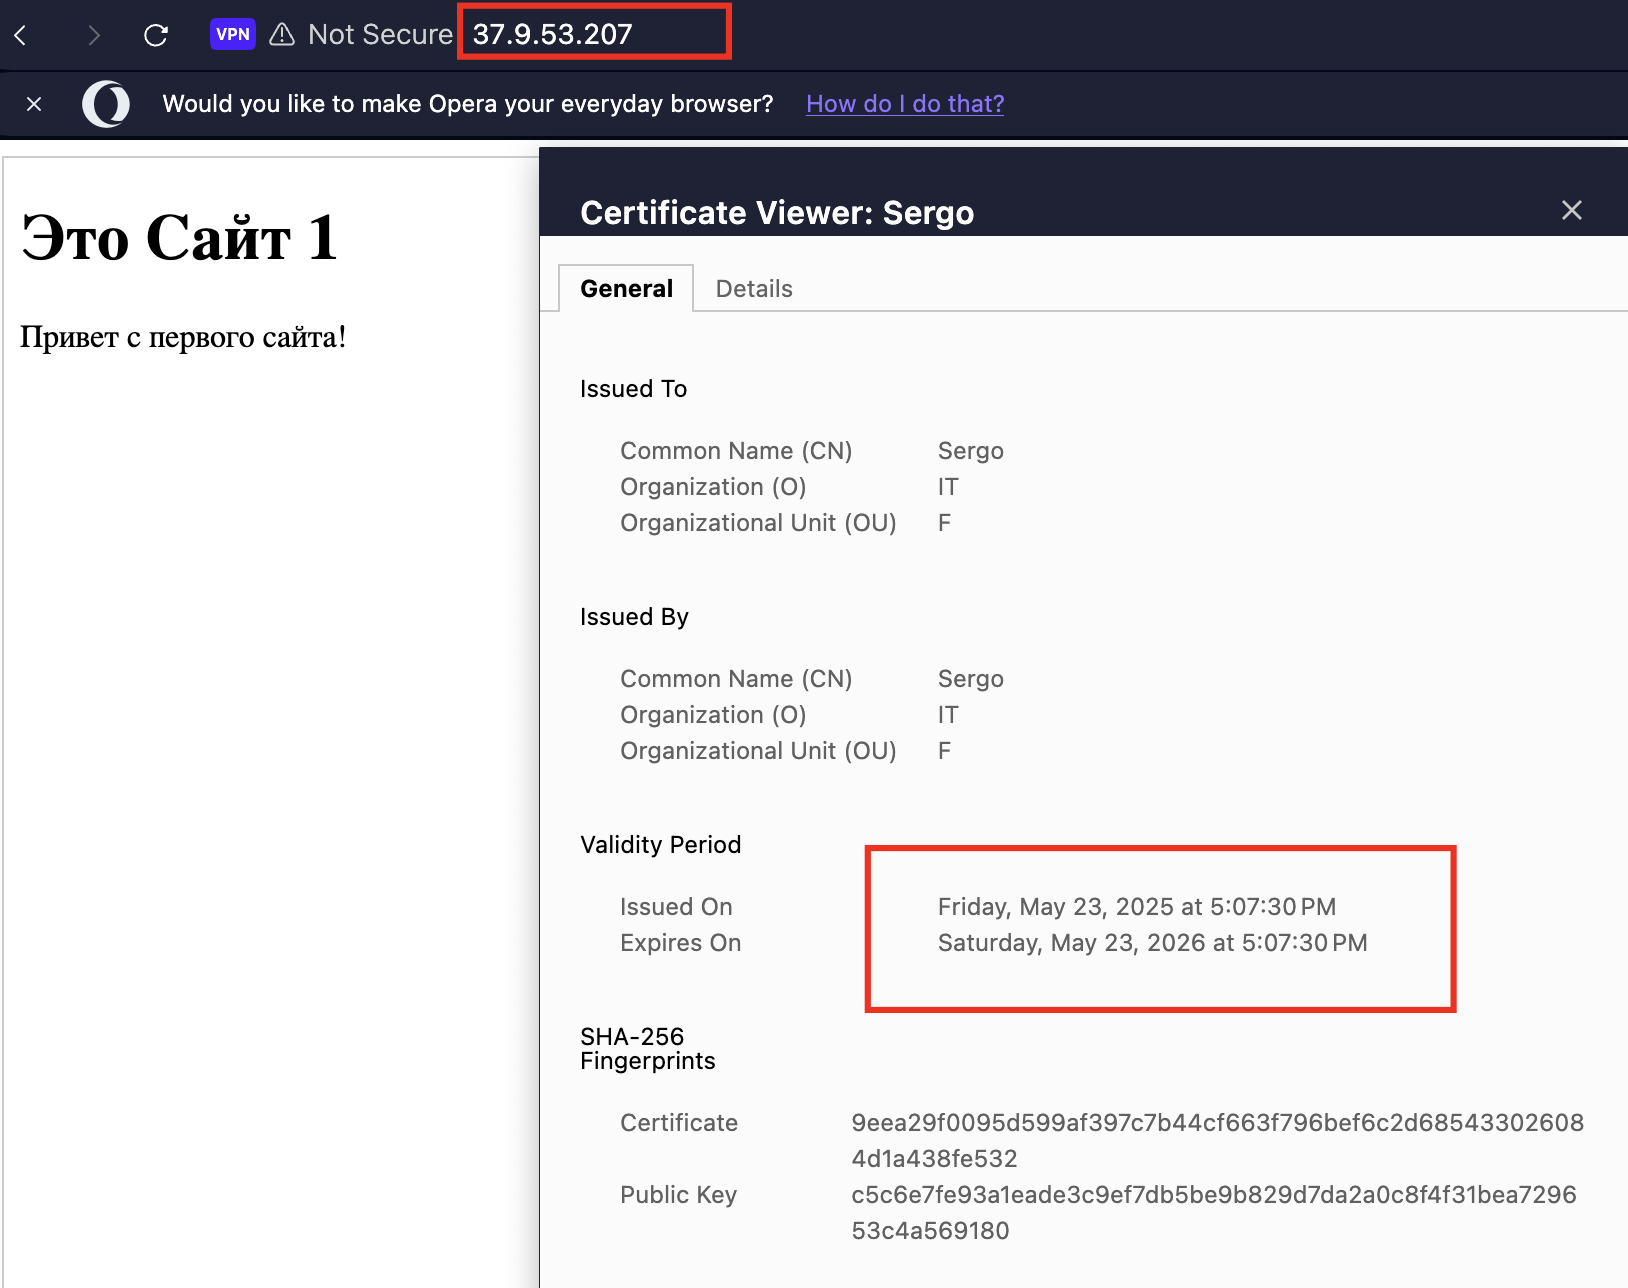 VPN Not Secure 37.9.53.207
Would you like to make Opera your everyday browser? How do I do that?
Это Сайт 1
Привет с первого сайта!
Certificate Viewer: Sergo
General Details
Issued To
Common Name (CN) Sergo
Organization (O) IT
Organizational Unit (OU) F
Issued By
Common Name (CN) Sergo
Organization (O) IT
Organizational Unit (OU) F
Validity Period
Issued On Friday, May 23, 2025 at 5:07:30 PM
Expires On Saturday, May 23, 2026 at 5:07:30 PM
SHA-256
Fingerprints
Certificate 9eea29f0095d599af397c7b44cf663f796bef6c2d68543302608
4d1a438fe532
Public Key c5c6e7fe93a1eade3c9ef7db5be9b829d7da2a0c8f4f31bea7296
53c4a569180